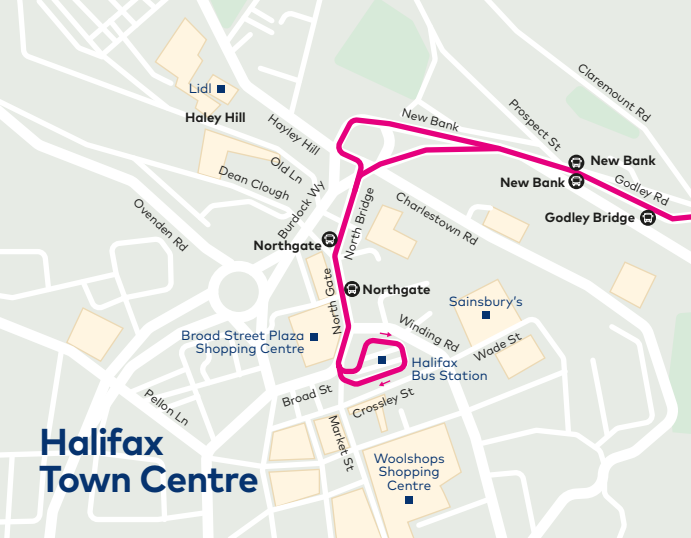 Claremount Rd
Lidl
Haley Hill
Hayley Hill
New Bank
Prospect St
Old Ln
Dean Clough
Burdock Wy
New Bank
New Bank
Godley Rd
Godley Bridge
Ovenden Rd
North Bridge
Charlestown Rd
Northgate
Northgate
North Gate
Sainsbury's
Broad Street Plaza
Shopping Centre
Winding Rd
Wade St
Halifax
Bus Station
Broad St
Crossley St
Pellon Ln
Market St
Halifax
Town Centre
Woolshops
Shopping
Centre